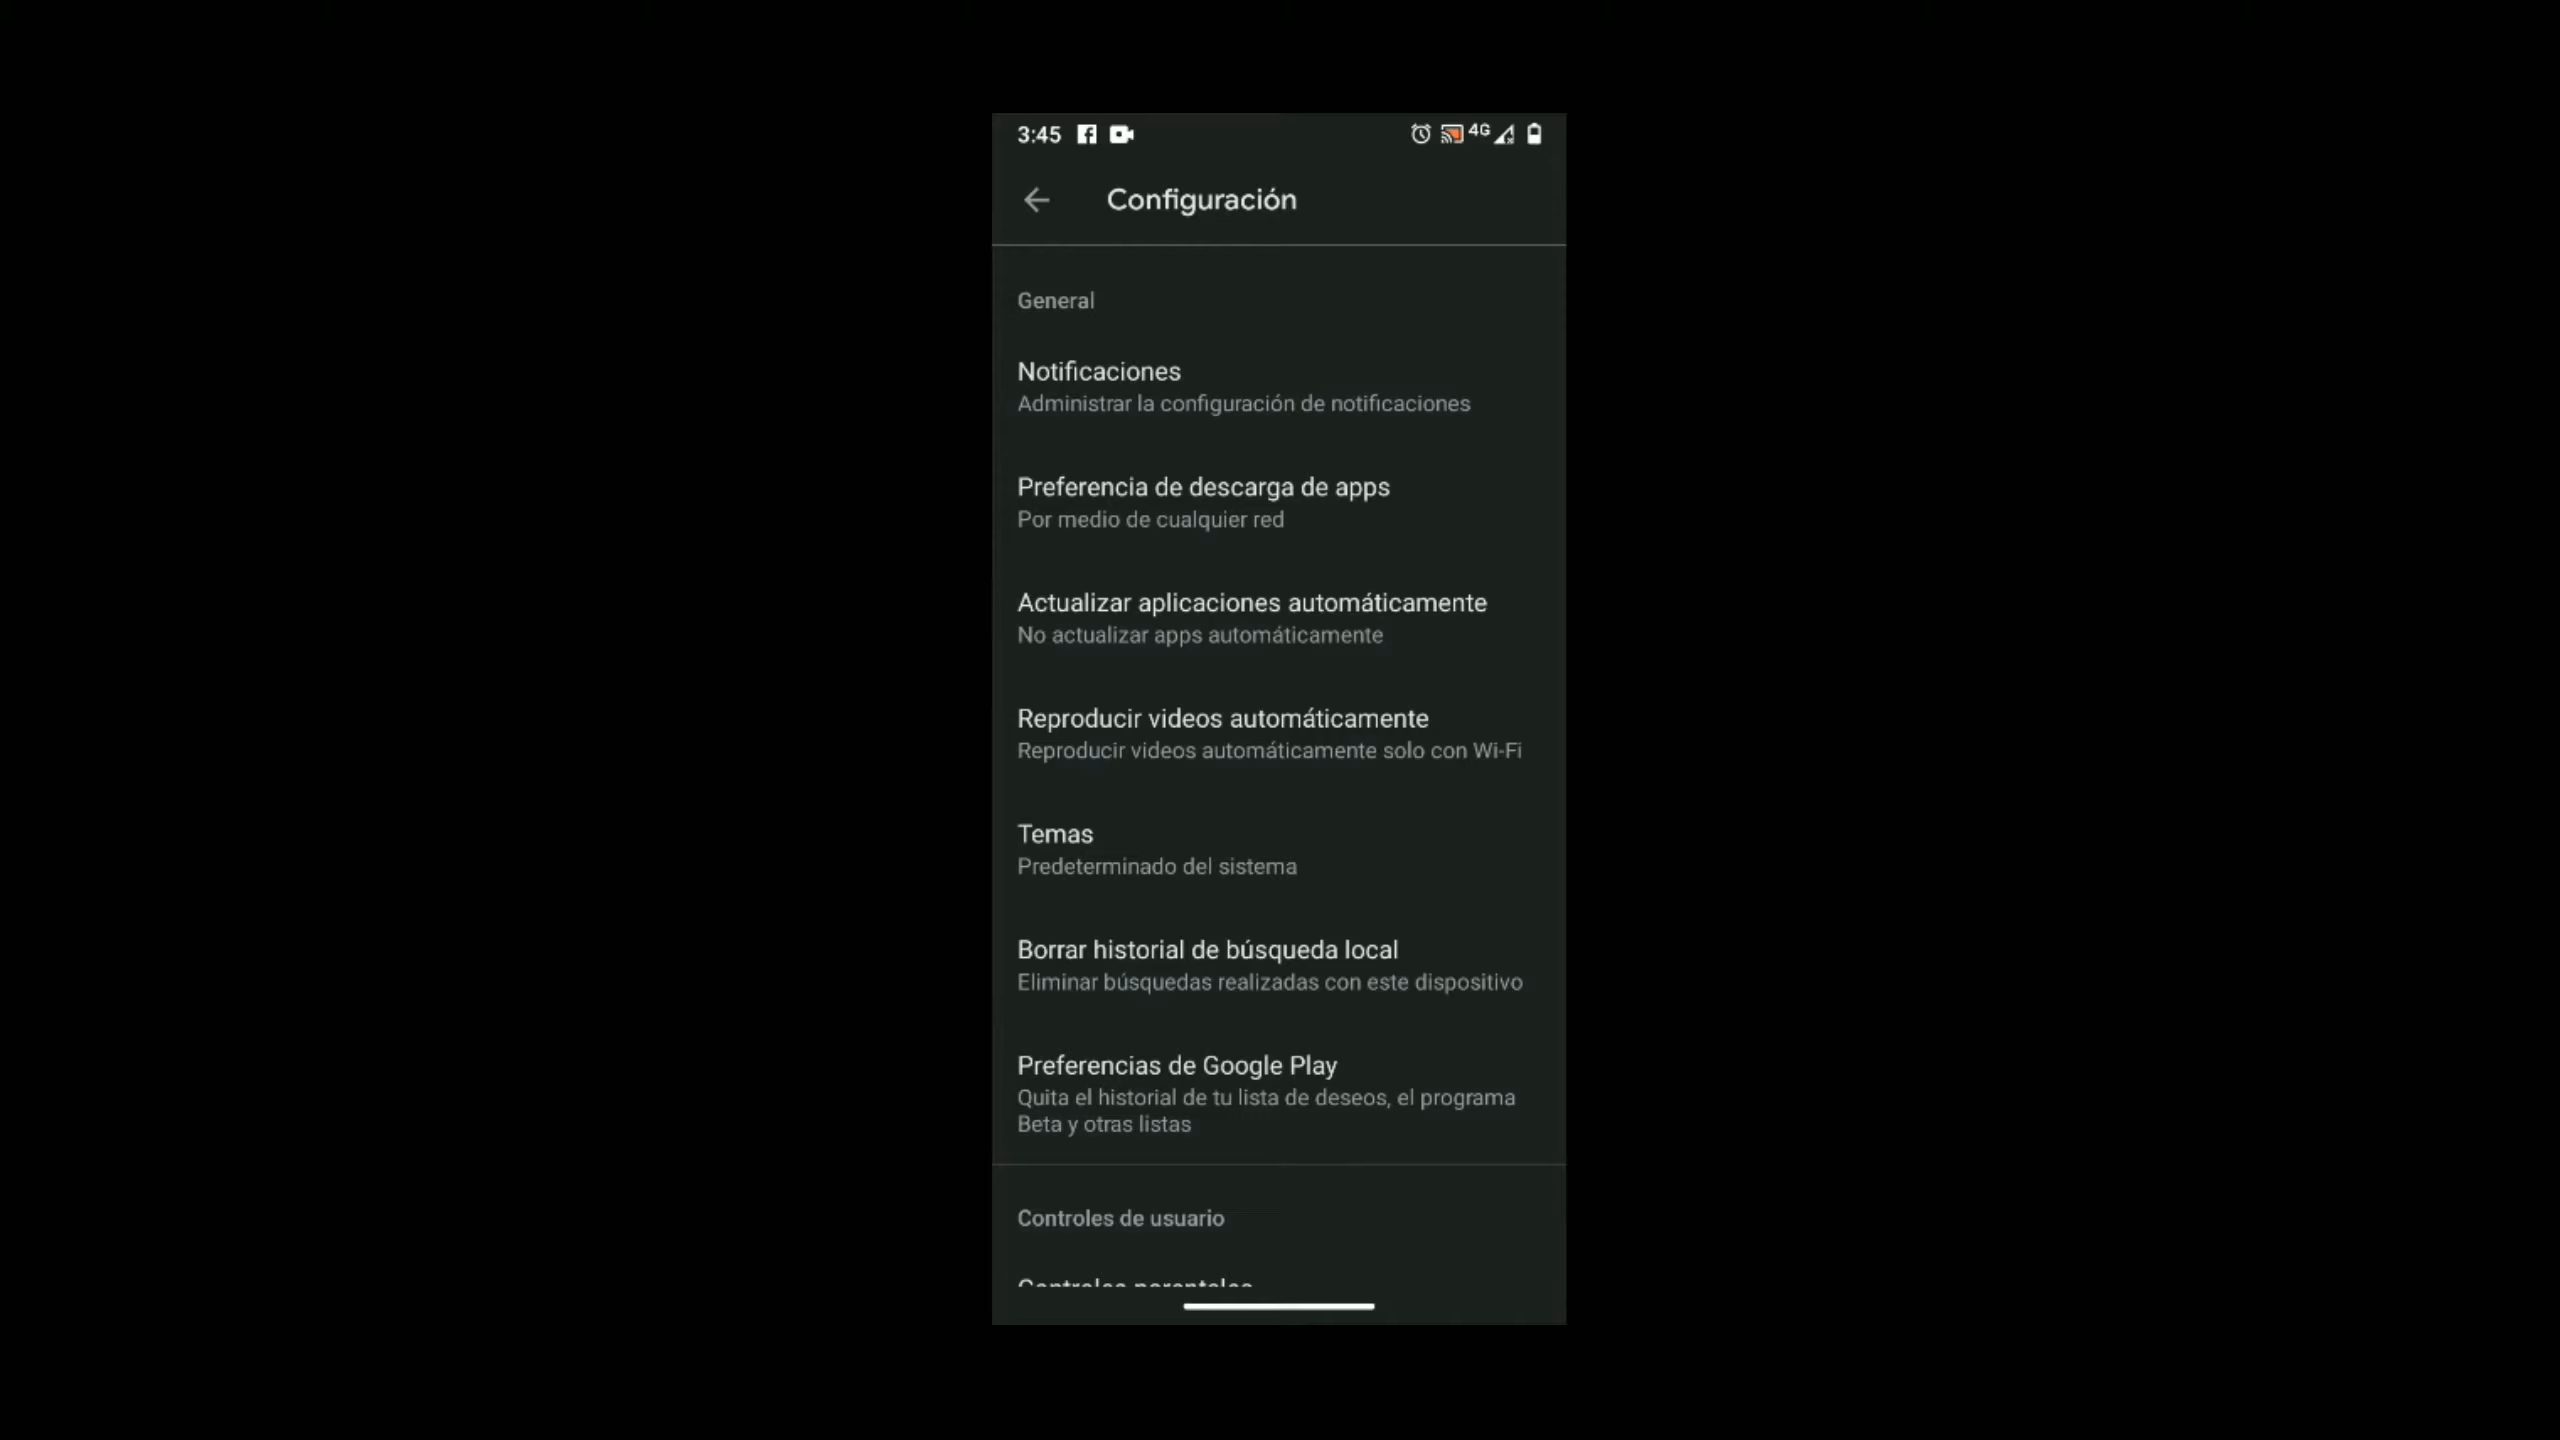 3:45
4G
Configuración
General
Notificaciones
Administrar la configuración de notificaciones
Preferencia de descarga de apps
Por medio de cualquier red
Actualizar aplicaciones automáticamente
No actualizar apps automáticamente
Reproducir videos automáticamente
Reproducir videos automáticamente solo con Wi-Fi
Temas
Predeterminado del sistema
Borrar historial de búsqueda local
Eliminar búsquedas realizadas con este dispositivo
Preferencias de Google Play
Quita el historial de tu lista de deseos, el programa
Beta y otras listas
Controles de usuario
Controles parentales